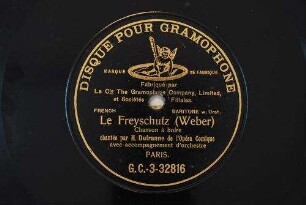 DISQUE POUR GRAMOPHONE
MARQUE DE FABRIQUE
Fabriqué par
La Cie The Gramophone Company, Limited,
et Sociétés Filiales.
FRENCH BARITONE w. Orch.
Le Freyschutz (Weber)
Chanson à boire
chantée par M. Dufranne de l'Opéra Comique
avec accompagnement d'orchestre
PARIS.
G.C.-3-32816